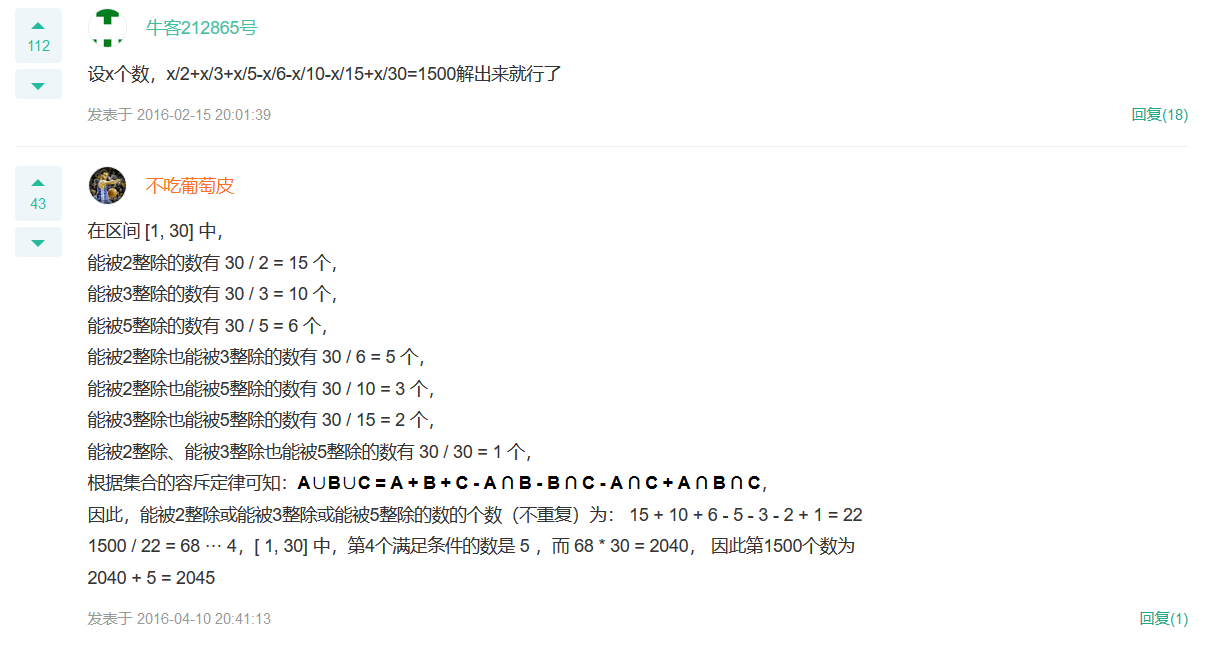 112
牛客212865号
设x个数，x/2+x/3+x/5-x/6-x/10-x/15+x/30=1500解出来就行了
发表于 2016-02-15 20:01:39
回复(18)
43
不吃葡萄皮
在区间 [1, 30] 中，
能被2整除的数有 30 / 2 = 15 个，
能被3整除的数有 30 / 3 = 10 个，
能被5整除的数有 30 / 5 = 6 个，
能被2整除也能被3整除的数有 30 / 6 = 5 个，
能被2整除也能被5整除的数有 30 / 10 = 3 个，
能被3整除也能被5整除的数有 30 / 15 = 2 个，
能被2整除、能被3整除也能被5整除的数有 30 / 30 = 1 个，
根据集合的容斥定律可知：A∪B∪C = A + B + C - A ∩ B - B ∩ C - A ∩ C + A ∩ B ∩ C，
因此，能被2整除或能被3整除或能被5整除的数的个数（不重复）为： 15 + 10 + 6 - 5 - 3 - 2 + 1 = 22
1500 / 22 = 68 ··· 4，[ 1, 30] 中，第4个满足条件的数是 5 ，而 68 * 30 = 2040， 因此第1500个数为
2040 + 5 = 2045
发表于 2016-04-10 20:41:13
回复(1)